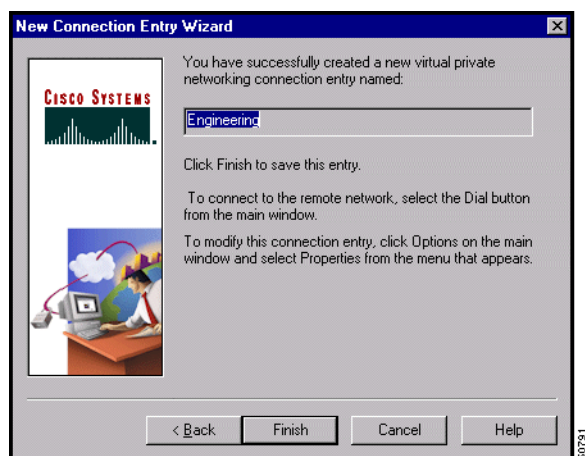 New Connection Entry Wizard
CISCO SYSTEMS
You have successfully created a new virtual private
networking connection entry named:
Engineering
Click Finish to save this entry.
To connect to the remote network, select the Dial button
from the main window.
To modify this connection entry, click Options on the main
window and select Properties from the menu that appears.
< Back
Finish
Cancel
Help